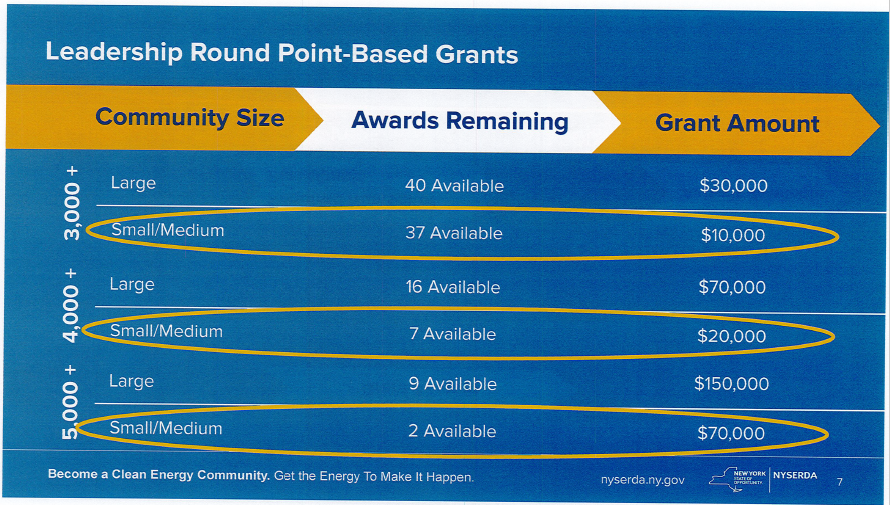 Leadership Round Point-Based Grants
Community Size Awards Remaining Grant Amount
3,000 +
Large 40 Available $30,000
Small/Medium 37 Available $10,000
4,000 +
Large 16 Available $70,000
Small/Medium 7 Available $20,000
5,000 +
Large 9 Available $150,000
Small/Medium 2 Available $70,000
Become a Clean Energy Community. Get the Energy To Make It Happen. nyserda.ny.gov
NEW YORK
STATE OF
OPPORTUNITY.
NYSERDA
7